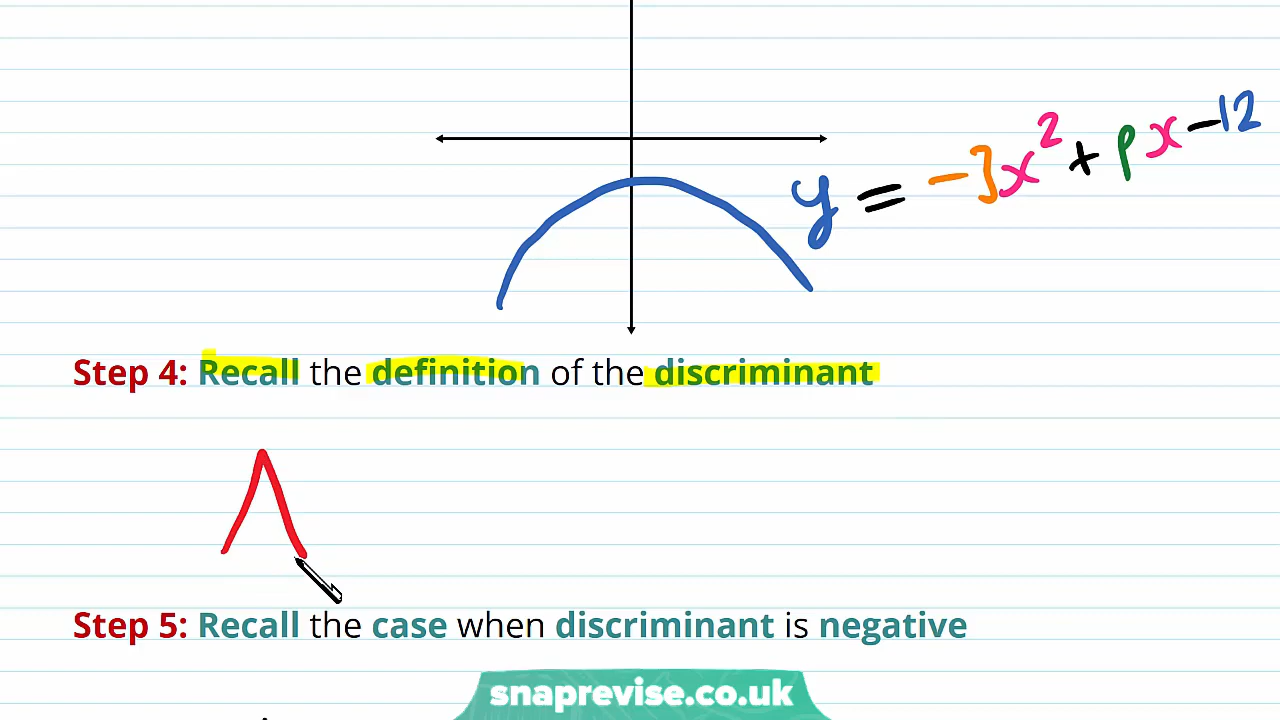 y = -3x² + px - 12
Step 4: Recall the definition of the discriminant
Step 5: Recall the case when discriminant is negative
snaprevise.co.uk